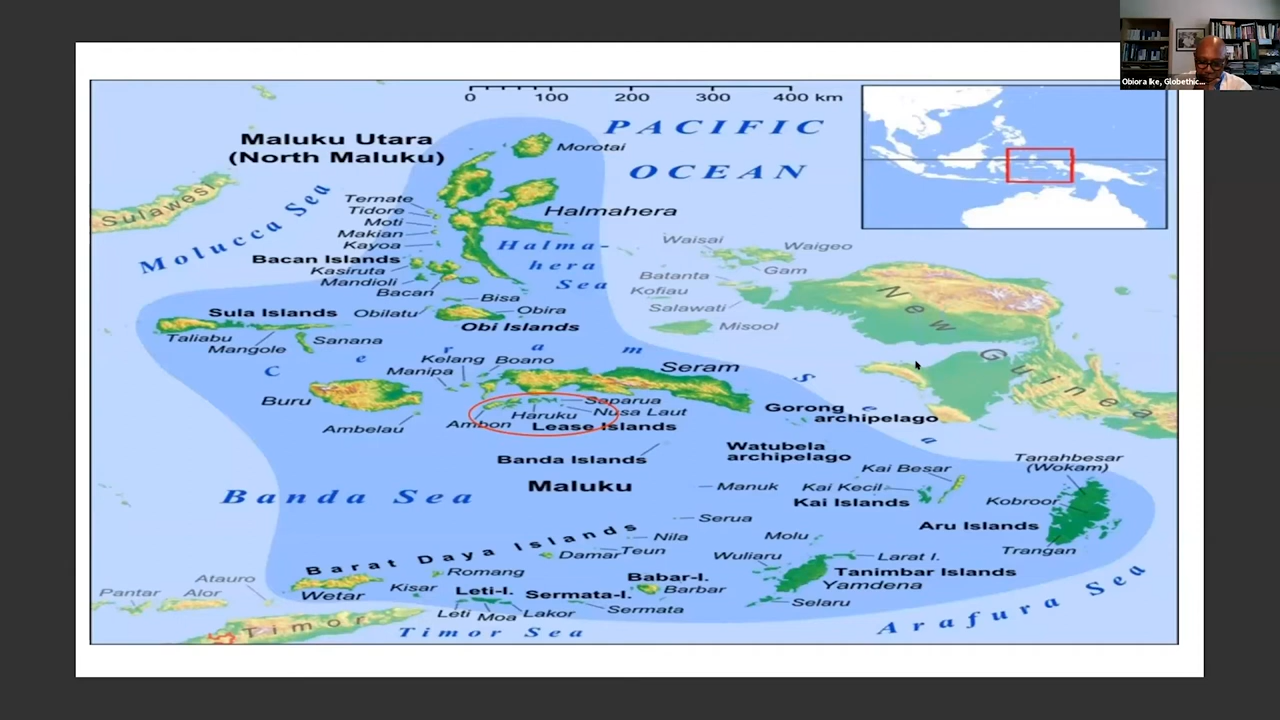 Obiora Ike, Globethic...
0 100 200 300 400 km
PACIFIC
OCEAN
Maluku Utara
(North Maluku)
Morotai
Sulawesi
Molucca Sea
Ternate
Tidore
Moti
Makian
Kayoa
Halmahera
Halma-
hera
Sea
Bacan Islands
Kasiruta
Mandioli
Bacan
Waisai
Waigeo
Gam
Batanta
Kofiau
Salawati
Misool
New Guinea
Bisa
Obilatu
Obira
Obi Islands
Sula Islands
Taliabu
Mangole
Sanana
Ceram Sea
Kelang
Boano
Manipa
Seram
Buru
Ambelau
Saparua
Haruku
Nusa Laut
Ambon
Lease Islands
Gorong
archipelago
Banda Islands
Watubela
archipelago
Maluku
Banda Sea
Manuk
Kai Besar
Kai Kecil
Kai Islands
Tanahbesar
(Wokam)
Kobroor
Aru Islands
Trangan
Serua
Nila
Teun
Damar
Barat Daya Islands
Molu
Wuliaru
Larat I.
Tanimbar Islands
Yamdena
Selaru
Romang
Wetar
Kisar
Leti-I.
Sermata-I.
Babar-I.
Barbar
Leti
Moa
Lakor
Sermata
Atauro
Pantar
Alor
Timor
Timor Sea
Arafura Sea